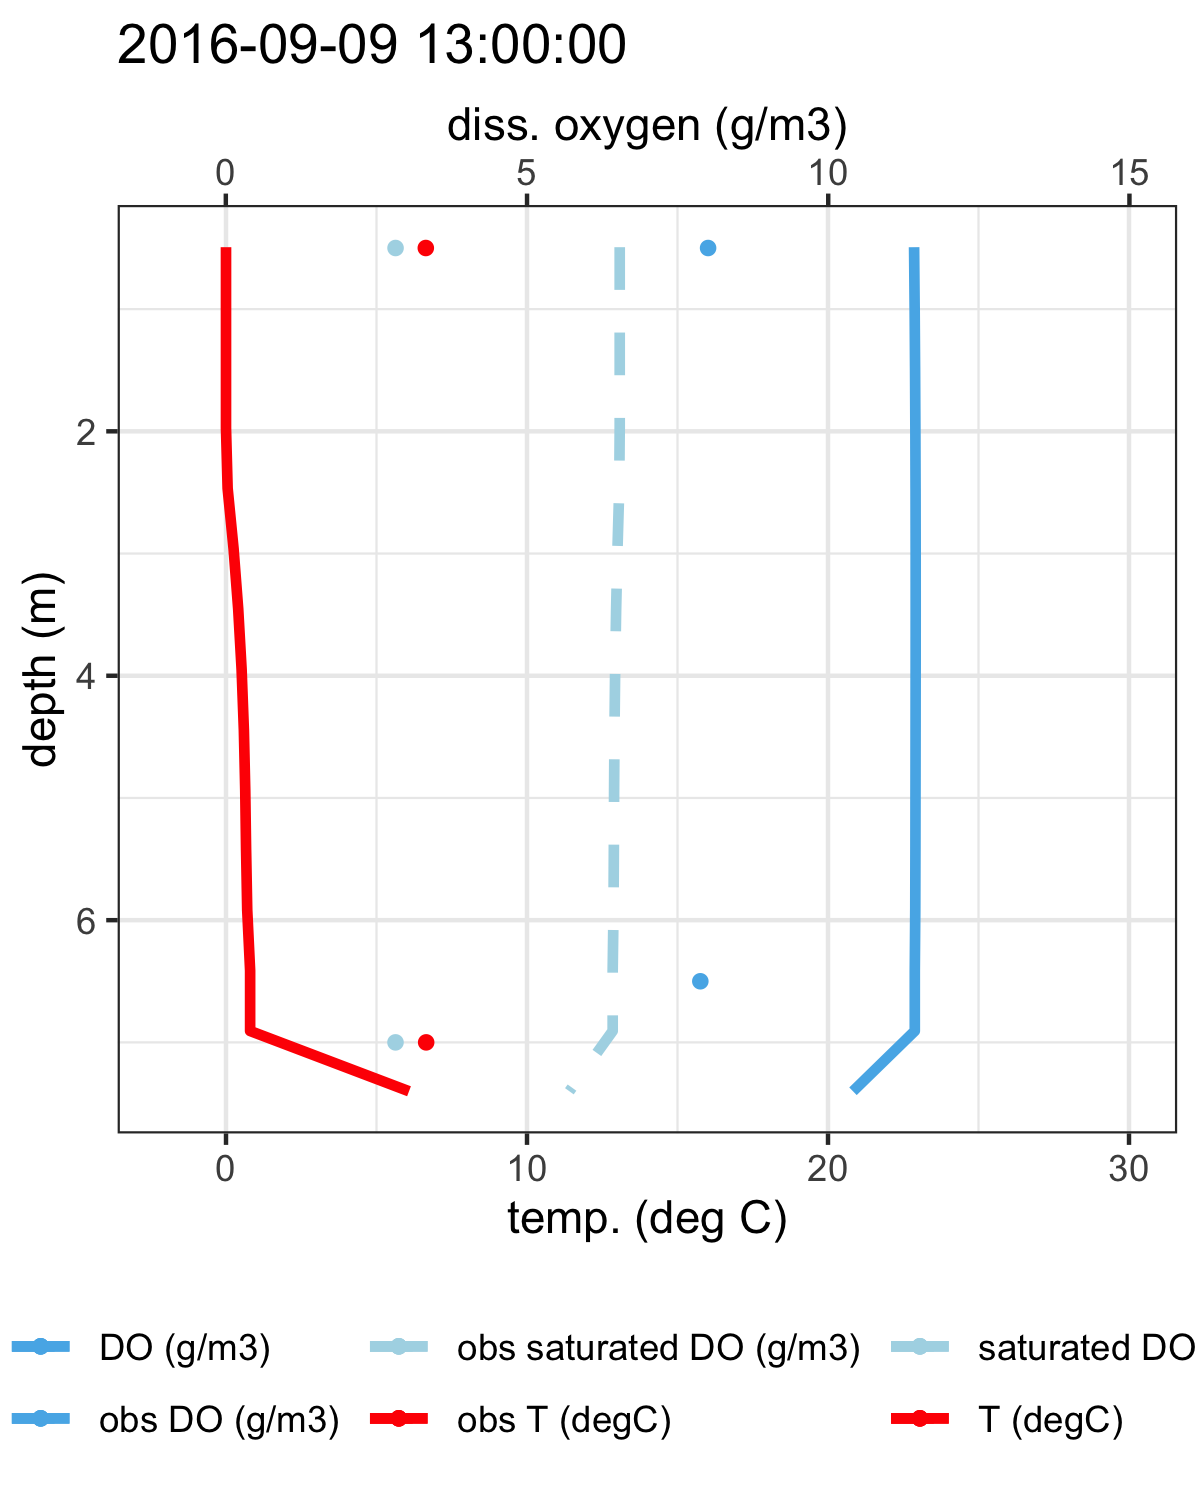 2016-09-09 13:00:00
diss. oxygen (g/m3)
0 5 10 15
depth (m)
2
4
6
0 10 20 30
temp. (deg C)
DO (g/m3) obs saturated DO (g/m3) saturated DO
obs DO (g/m3) obs T (degC) T (degC)